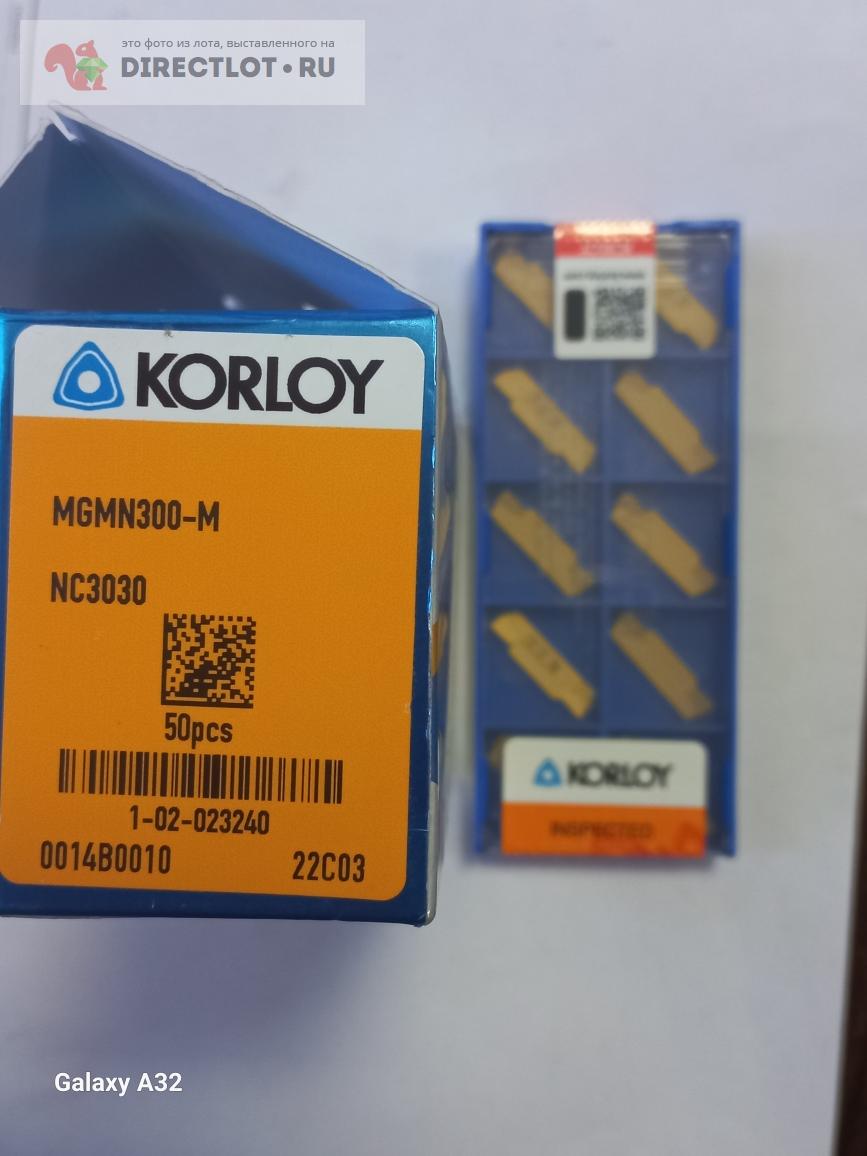 это фото из лота, выставленного на
DIRECTLOT•RU
KORLOY
MGMN300-M
NC3030
50pcs
1-02-023240
0014B0010
22C03
KORLOY
INSPECTED
Galaxy A32